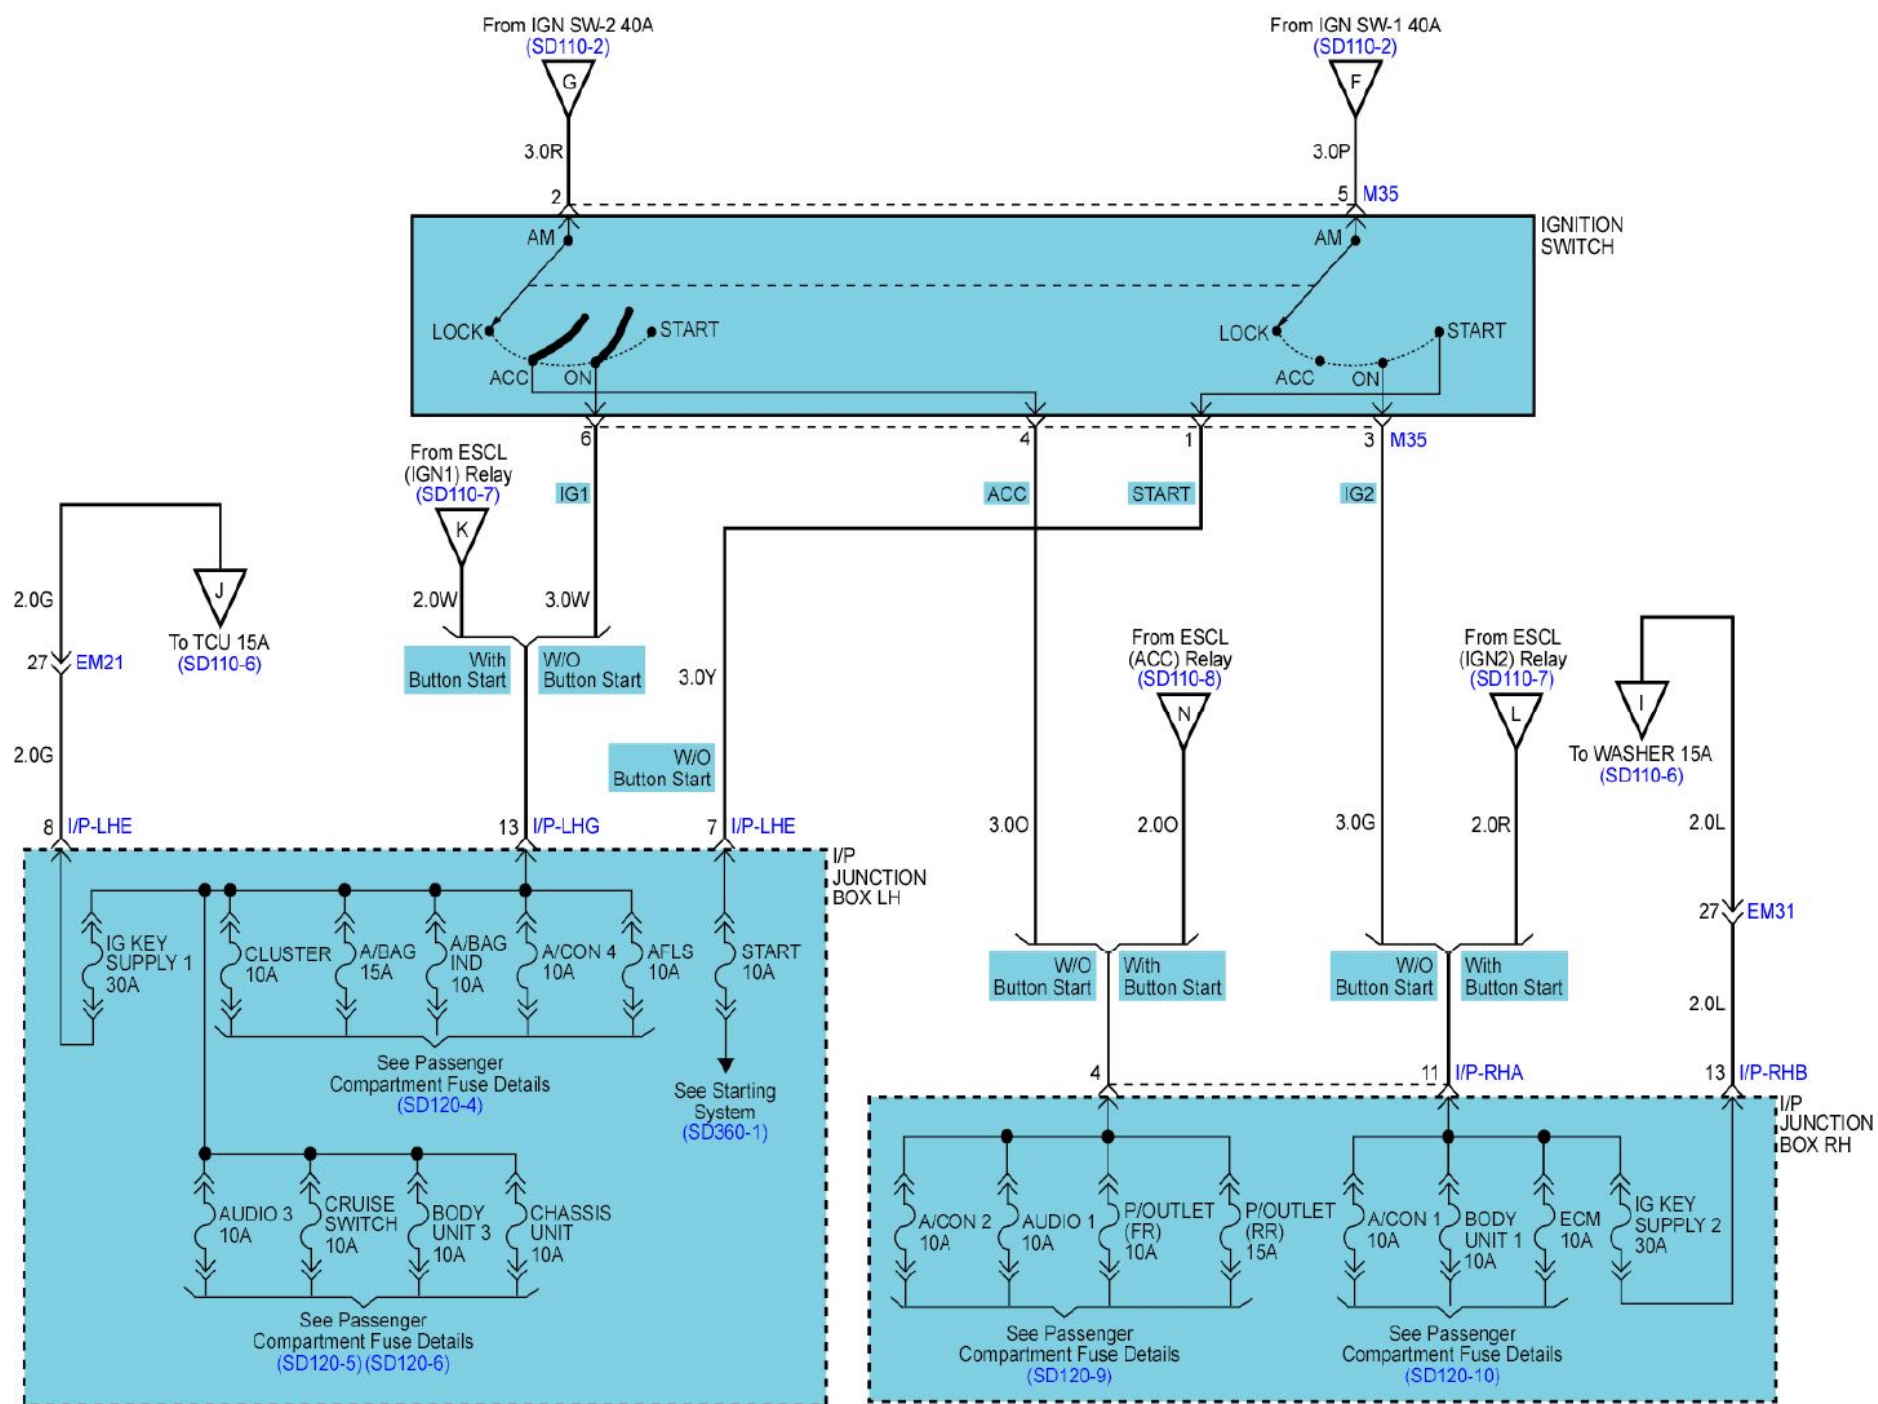 From IGN SW-2 40A
(SD110-2)
G
3.0R
2
From IGN SW-1 40A
(SD110-2)
F
3.0P
5 M35
IGNITION
SWITCH
AM
LOCK
ACC
ON
START
AM
LOCK
ACC
ON
START
6
4
1
3 M35
IG1
ACC
START
IG2
From ESCL
(IGN1) Relay
(SD110-7)
K
2.0W
3.0W
With
Button Start
W/O
Button Start
J
To TCU 15A
(SD110-6)
2.0G
27 EM21
2.0G
3.0Y
W/O
Button Start
From ESCL
(ACC) Relay
(SD110-8)
N
From ESCL
(IGN2) Relay
(SD110-7)
L
I
To WASHER 15A
(SD110-6)
8 I/P-LHE
13 I/P-LHG
7 I/P-LHE
3.0O
2.0O
3.0G
2.0R
2.0L
27 EM31
2.0L
W/O
Button Start
With
Button Start
W/O
Button Start
With
Button Start
4
11 I/P-RHA
13 I/P-RHB
I/P
JUNCTION
BOX LH
IG KEY
SUPPLY 1
30A
CLUSTER
10A
A/BAG
15A
A/BAG
IND
10A
A/CON 4
10A
AFLS
10A
START
10A
See Passenger
Compartment Fuse Details
(SD120-4)
See Starting
System
(SD360-1)
AUDIO 3
10A
CRUISE
SWITCH
10A
BODY
UNIT 3
10A
CHASSIS
UNIT
10A
See Passenger
Compartment Fuse Details
(SD120-5)(SD120-6)
I/P
JUNCTION
BOX RH
A/CON 2
10A
AUDIO 1
10A
P/OUTLET
(FR)
10A
P/OUTLET
(RR)
15A
A/CON 1
10A
BODY
UNIT 1
10A
ECM
10A
IG KEY
SUPPLY 2
30A
See Passenger
Compartment Fuse Details
(SD120-9)
See Passenger
Compartment Fuse Details
(SD120-10)